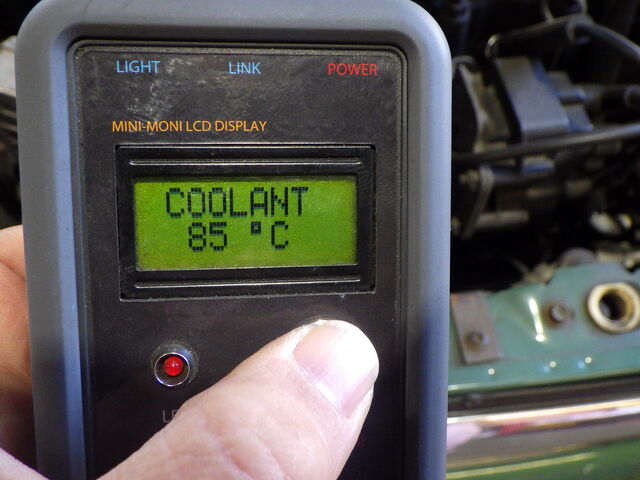 LIGHT LINK POWER
MINI-MONI LCD DISPLAY
COOLANT
85 °C